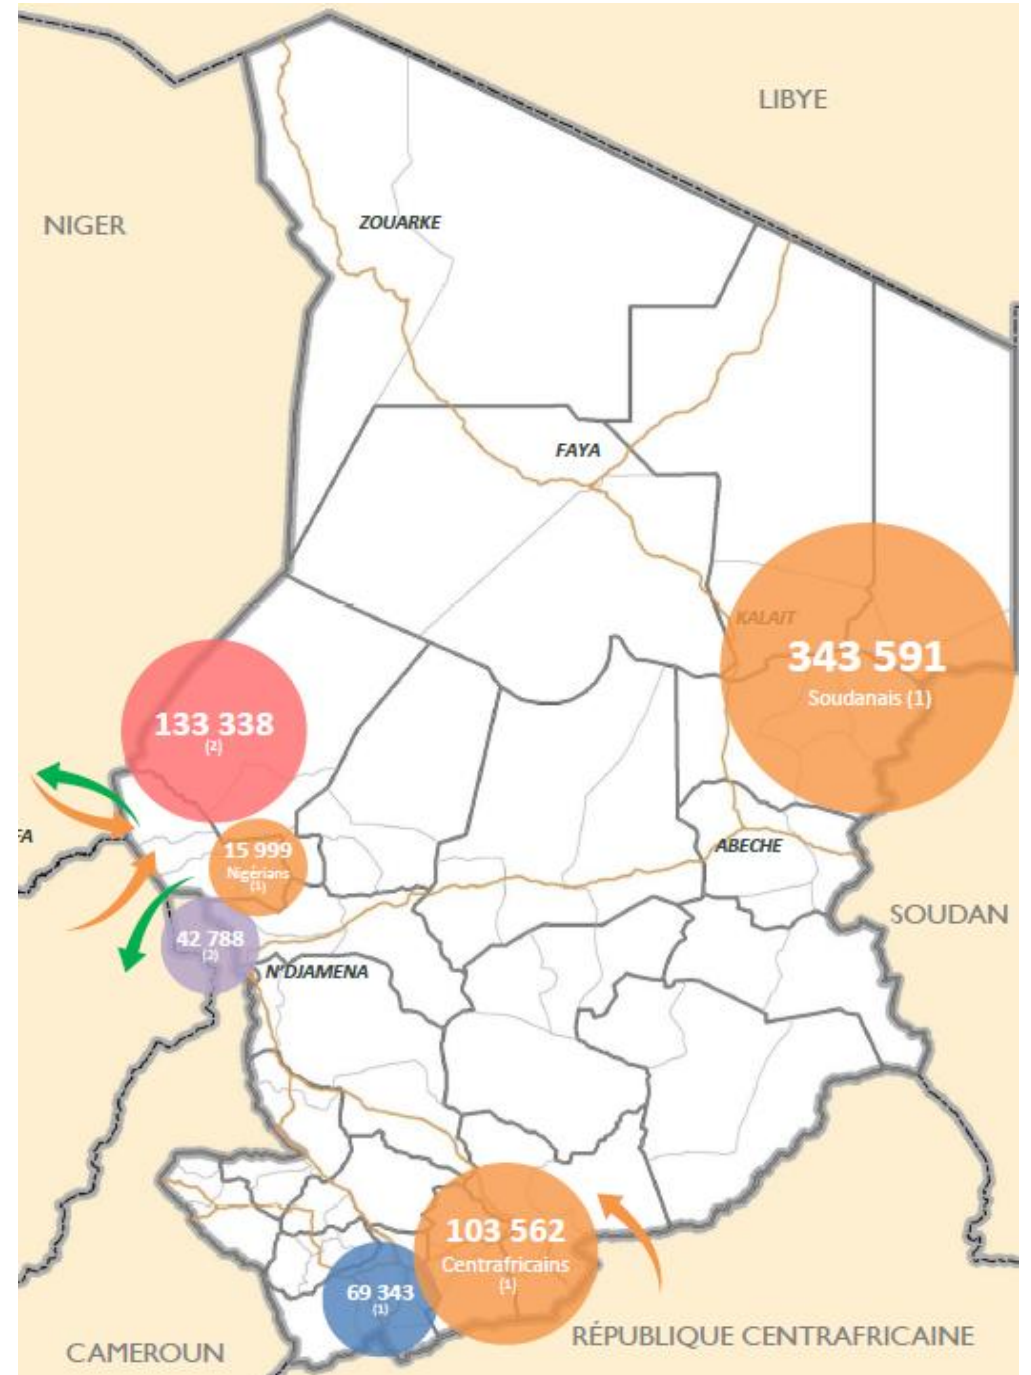 LIBYE
NIGER
ZOUARKE
FAYA
KALAIT
343 591
Soudanais (1)
133 338
(2)
FA
15 999
Nigérians
(1)
ABECHE
SOUDAN
42 788
N'DJAMENA
103 562
Centrafricains
(1)
69 343
(1)
RÉPUBLIQUE CENTRAFRICAINE
CAMEROUN